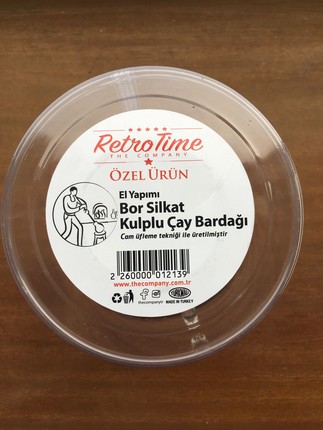 RetroTime
THE COMPANY
ÖZEL ÜRÜN
El Yapımı
Bor Silkat
Kulplu Çay Bardağı
Cam üfleme tekniği ile üretilmiştir
2 260000 012139
www.thecompany.com.tr
thecompanytr
MADE IN TURKEY